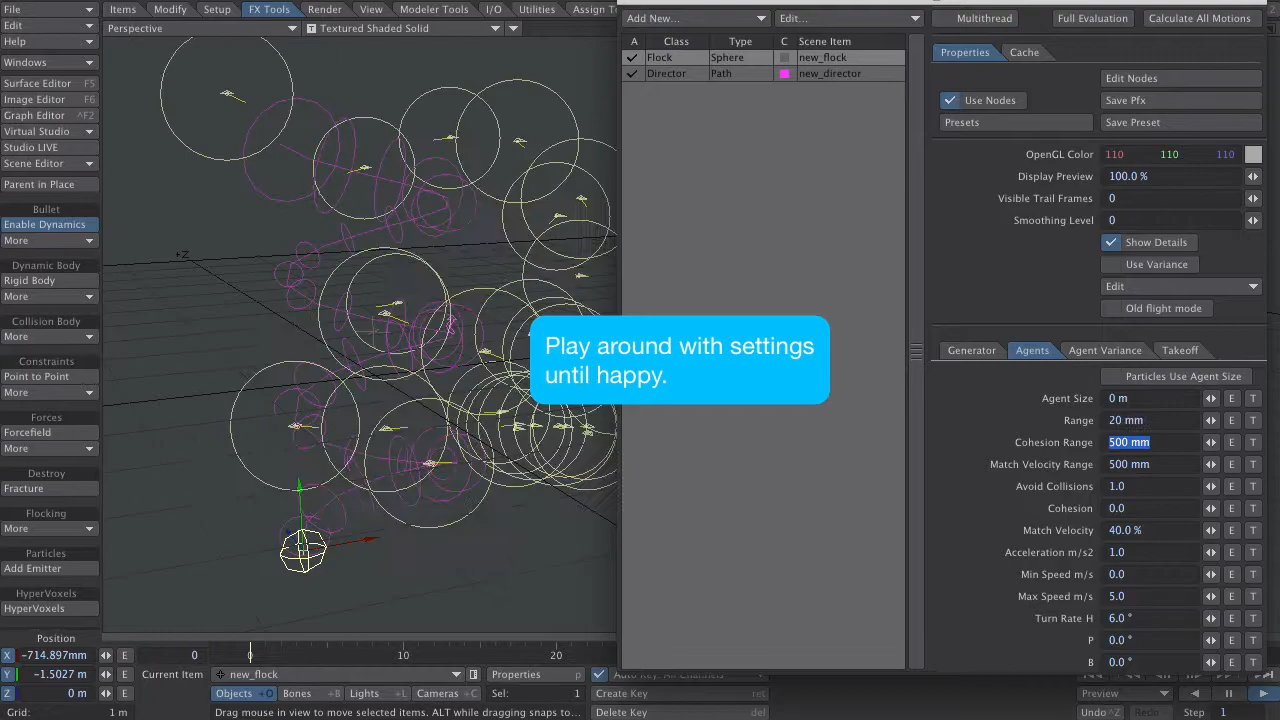 File
Items
Modify
Setup
FX Tools
Render
View
Modeler Tools
I/O
Utilities
Assign To
Edit
Help
Windows
Surface Editor F5
Image Editor F6
Graph Editor ^F2
Virtual Studio
Studio LIVE
Scene Editor
Parent in Place
Bullet
Enable Dynamics
More
Dynamic Body
Rigid Body
More
Collision Body
More
Constraints
Point to Point
More
Forces
Forcefield
More
Destroy
Fracture
Flocking
More
Particles
Add Emitter
HyperVoxels
HyperVoxels
Position
X -714.897mm E
Y -1.5027 m E
Z 0 m E
Grid: 1 m
Perspective
Textured Shaded Solid
+Z
0 0 10 20
Current Item new_flock Properties p
Objects +O Bones +B Lights +L Cameras +C Sel: 1
Drag mouse in view to move selected items. ALT while dragging snaps to...
Create Key ret
Delete Key del
Preview
Undo ^Z Redo Step 1
Add New... Edit...
A Class Type C Scene Item
Flock Sphere new_flock
Director Path new_director
Play around with settings
until happy.
Multithread Full Evaluation Calculate All Motions
Properties Cache
Edit Nodes
Use Nodes Save Pfx
Presets Save Preset
OpenGL Color 110 110 110
Display Preview 100.0 %
Visible Trail Frames 0
Smoothing Level 0
Show Details
Use Variance
Edit
Old flight mode
Generator Agents Agent Variance Takeoff
Particles Use Agent Size
Agent Size 0 m E T
Range 20 mm E T
Cohesion Range 500 mm E T
Match Velocity Range 500 mm E T
Avoid Collisions 1.0 E T
Cohesion 0.0 E T
Match Velocity 40.0 % E T
Acceleration m/s2 1.0 E T
Min Speed m/s 0.0 E T
Max Speed m/s 5.0 E T
Turn Rate H 6.0 ° E T
P 0.0 ° E T
B 0.0 ° E T